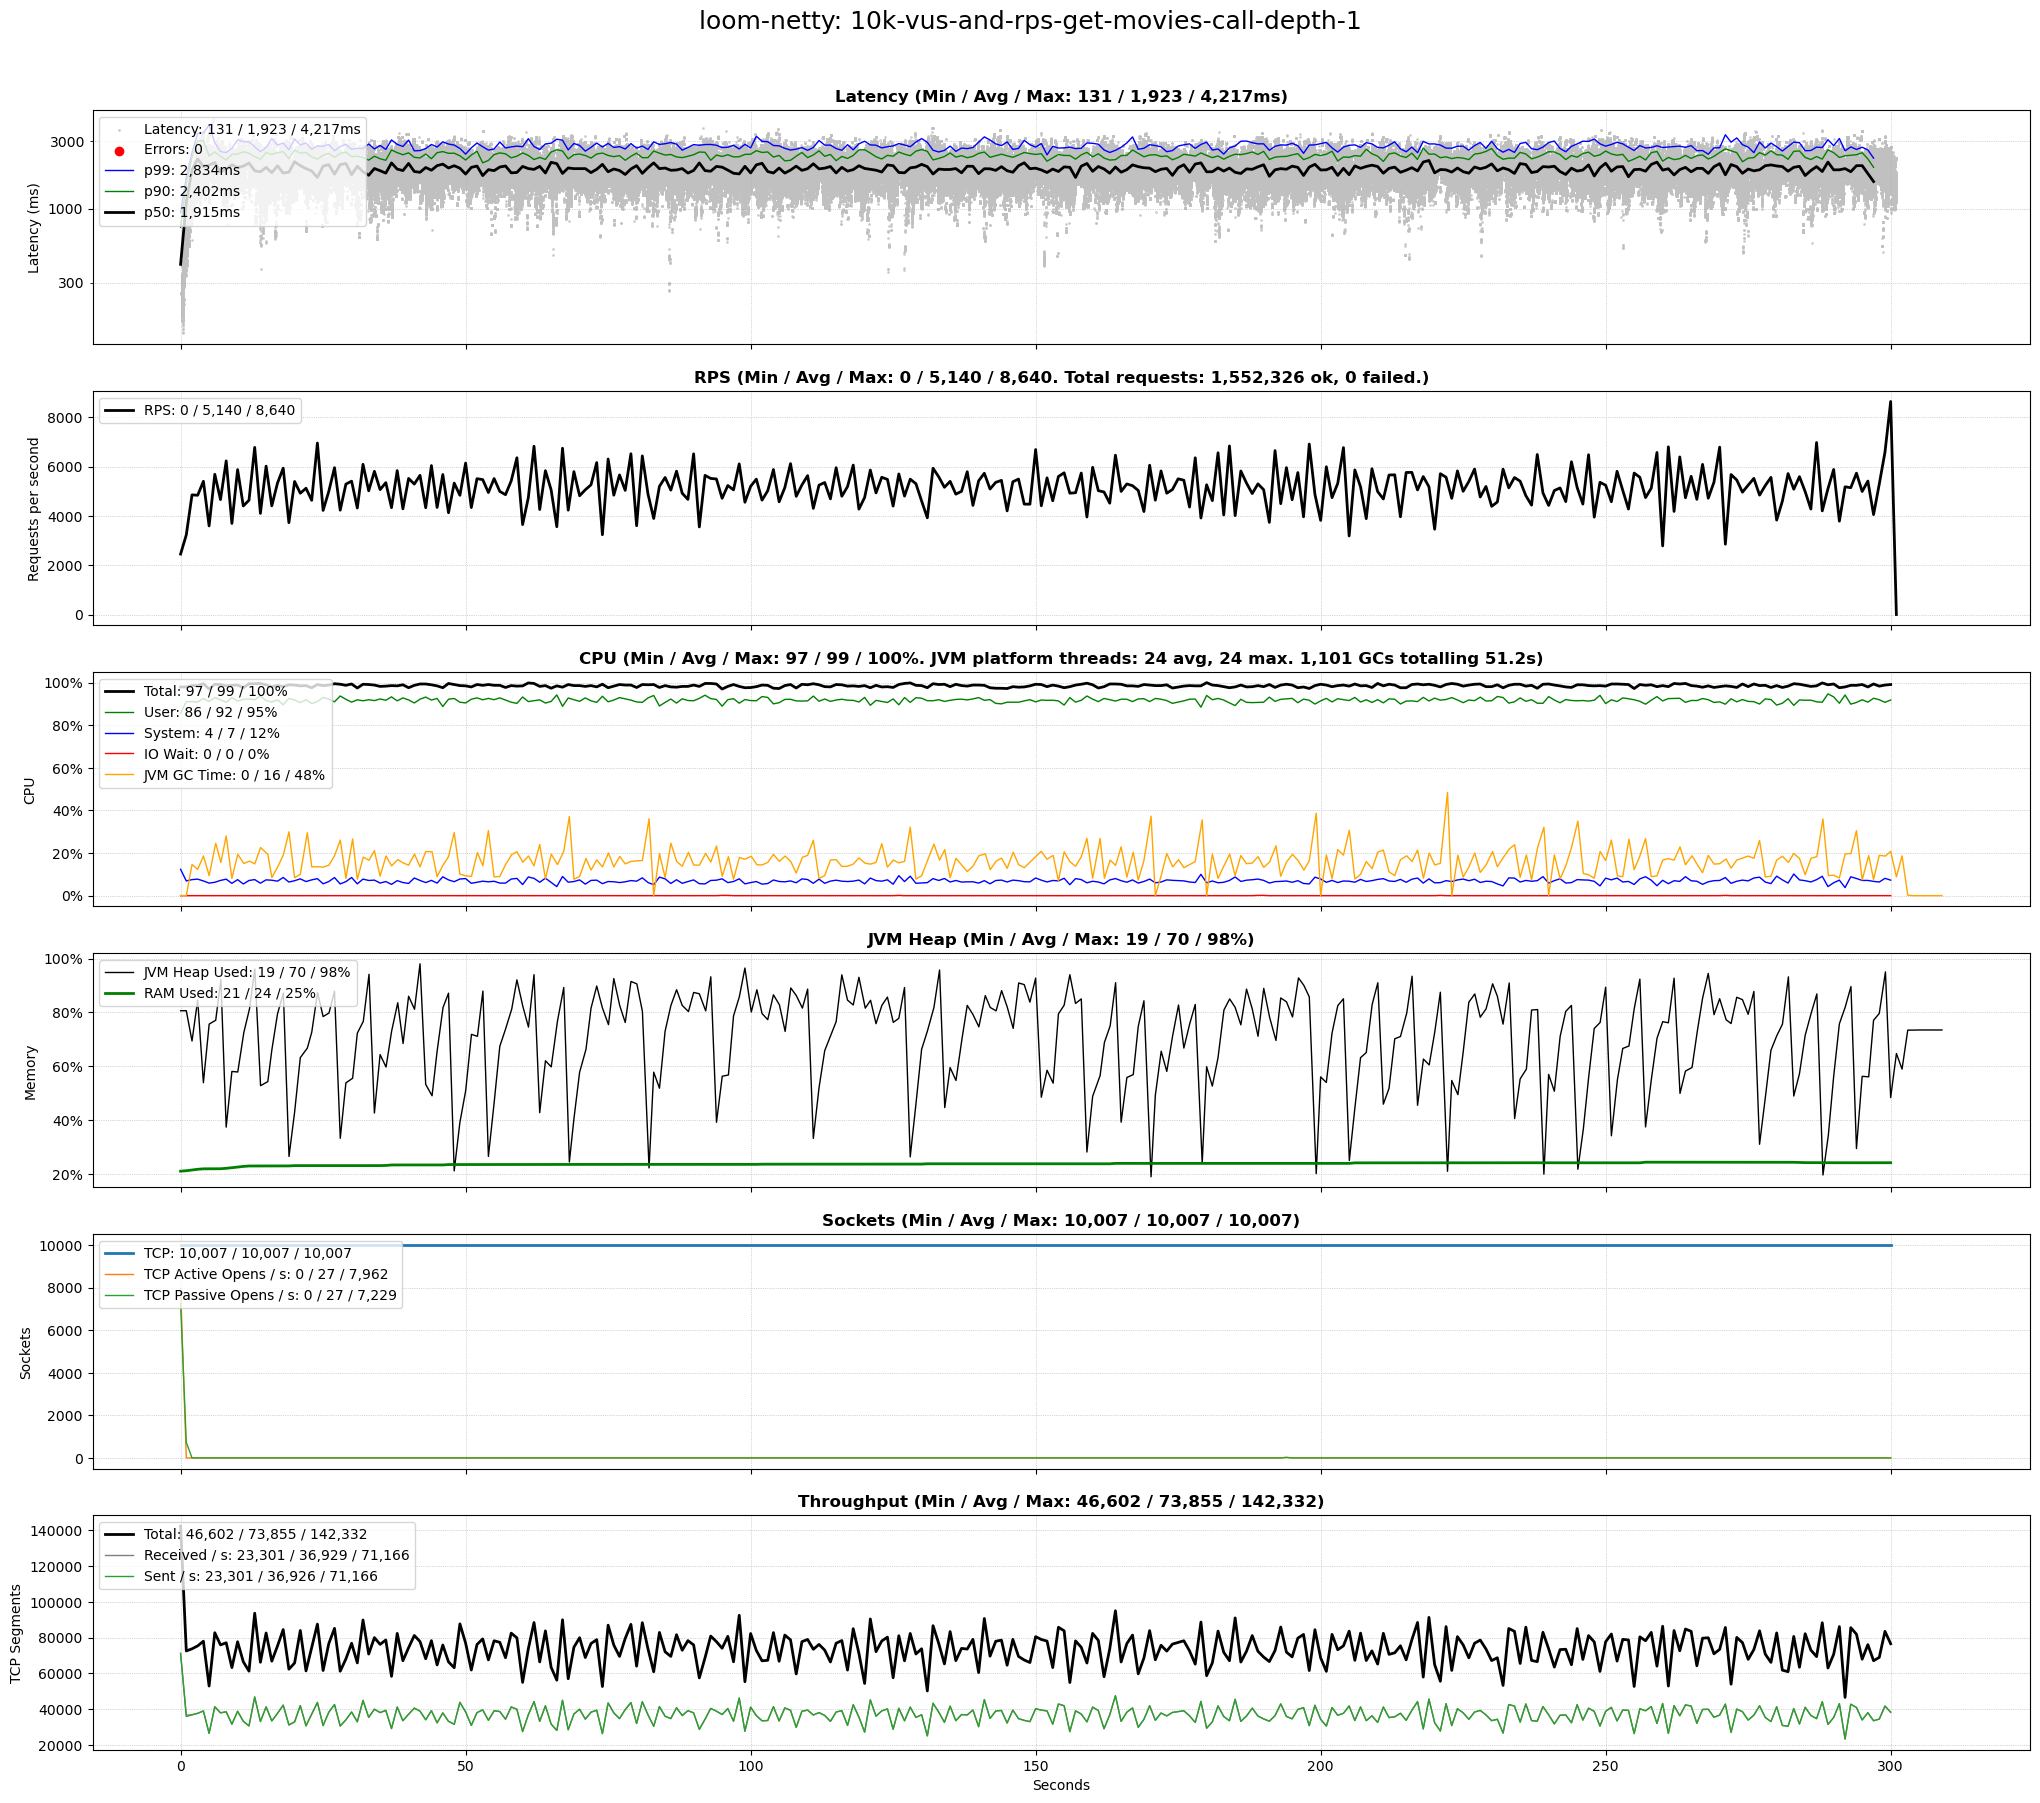 loom-netty: 10k-vus-and-rps-get-movies-call-depth-1
Latency (Min / Avg / Max: 131 / 1,923 / 4,217ms)
Latency (ms)
3000
1000
300
Latency: 131 / 1,923 / 4,217ms
Errors: 0
p99: 2,834ms
p90: 2,402ms
p50: 1,915ms
RPS (Min / Avg / Max: 0 / 5,140 / 8,640. Total requests: 1,552,326 ok, 0 failed.)
Requests per second
8000
6000
4000
2000
0
RPS: 0 / 5,140 / 8,640
CPU (Min / Avg / Max: 97 / 99 / 100%. JVM platform threads: 24 avg, 24 max. 1,101 GCs totalling 51.2s)
CPU
100%
80%
60%
40%
20%
0%
Total: 97 / 99 / 100%
User: 86 / 92 / 95%
System: 4 / 7 / 12%
IO Wait: 0 / 0 / 0%
JVM GC Time: 0 / 16 / 48%
JVM Heap (Min / Avg / Max: 19 / 70 / 98%)
Memory
100%
80%
60%
40%
20%
JVM Heap Used: 19 / 70 / 98%
RAM Used: 21 / 24 / 25%
Sockets (Min / Avg / Max: 10,007 / 10,007 / 10,007)
Sockets
10000
8000
6000
4000
2000
0
TCP: 10,007 / 10,007 / 10,007
TCP Active Opens / s: 0 / 27 / 7,962
TCP Passive Opens / s: 0 / 27 / 7,229
Throughput (Min / Avg / Max: 46,602 / 73,855 / 142,332)
TCP Segments
140000
120000
100000
80000
60000
40000
20000
Total: 46,602 / 73,855 / 142,332
Received / s: 23,301 / 36,929 / 71,166
Sent / s: 23,301 / 36,926 / 71,166
0 50 100 150 200 250 300
Seconds